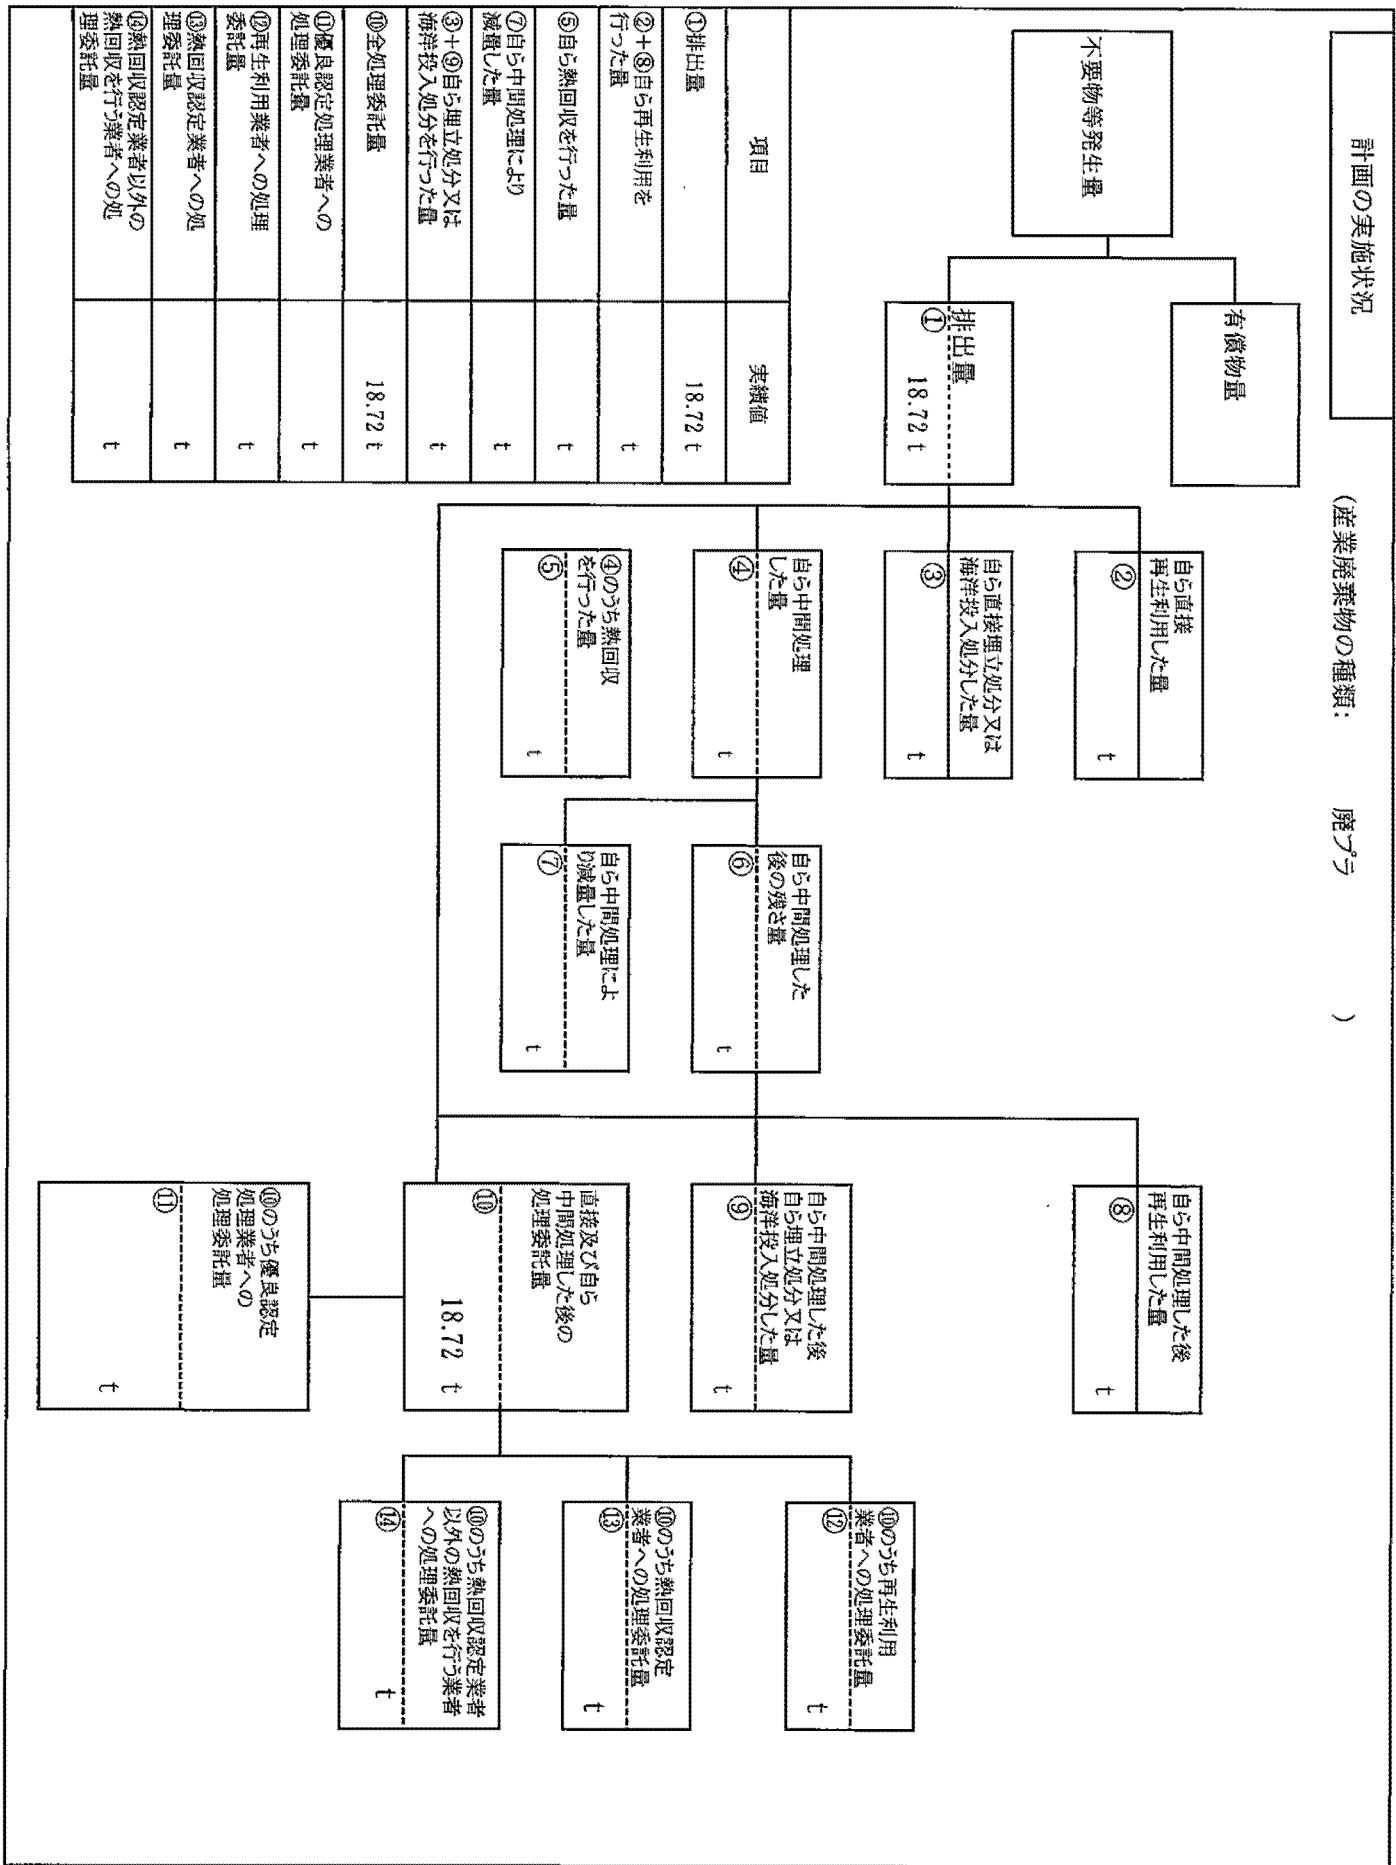 計画の実施状況
(産業廃棄物の種類: 廃プラ )
不要物等発生量
有償物量
排出量
①
18.72 t
自ら直接
再生利用した量
②
t
自ら直接埋立処分又は
海洋投入処分した量
③
t
自ら中間処理
した量
④
t
④のうち熱回収
を行った量
⑤
t
自ら中間処理した
後の残さ量
⑥
t
自ら中間処理によ
り減量した量
⑦
t
自ら中間処理した後
再生利用した量
⑧
t
自ら中間処理した後
自ら埋立処分又は
海洋投入処分した量
⑨
t
直接及び自ら
中間処理した後の
処理委託量
⑩
18.72 t
⑩のうち優良認定
処理業者への
処理委託量
⑪
t
⑩のうち再生利用
業者への処理委託量
⑫
t
⑩のうち熱回収認定
業者への処理委託量
⑬
t
⑩のうち熱回収認定業者
以外の熱回収を行う業者
への処理委託量
⑭
t
項目 実績値
①排出量 18.72 t
②+⑧自ら再生利用を
行った量 t
⑤自ら熱回収を行った量 t
⑦自ら中間処理により
減量した量 t
③+⑨自ら埋立処分又は
海洋投入処分を行った量 t
⑩全処理委託量 18.72 t
⑪優良認定処理業者への
処理委託量 t
⑫再生利用業者への処理
委託量 t
⑬熱回収認定業者への処
理委託量 t
⑭熱回収認定業者以外の
熱回収を行う業者への処
理委託量 t